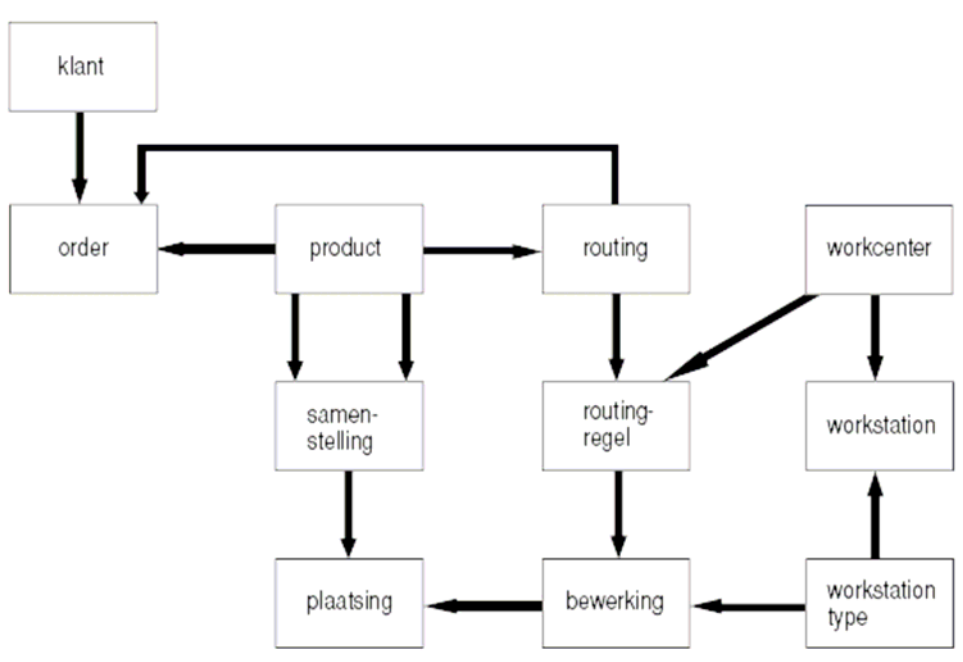 klant
order
product
routing
workcenter
samen-
stelling
routing-
regel
workstation
plaatsing
bewerking
workstation
type